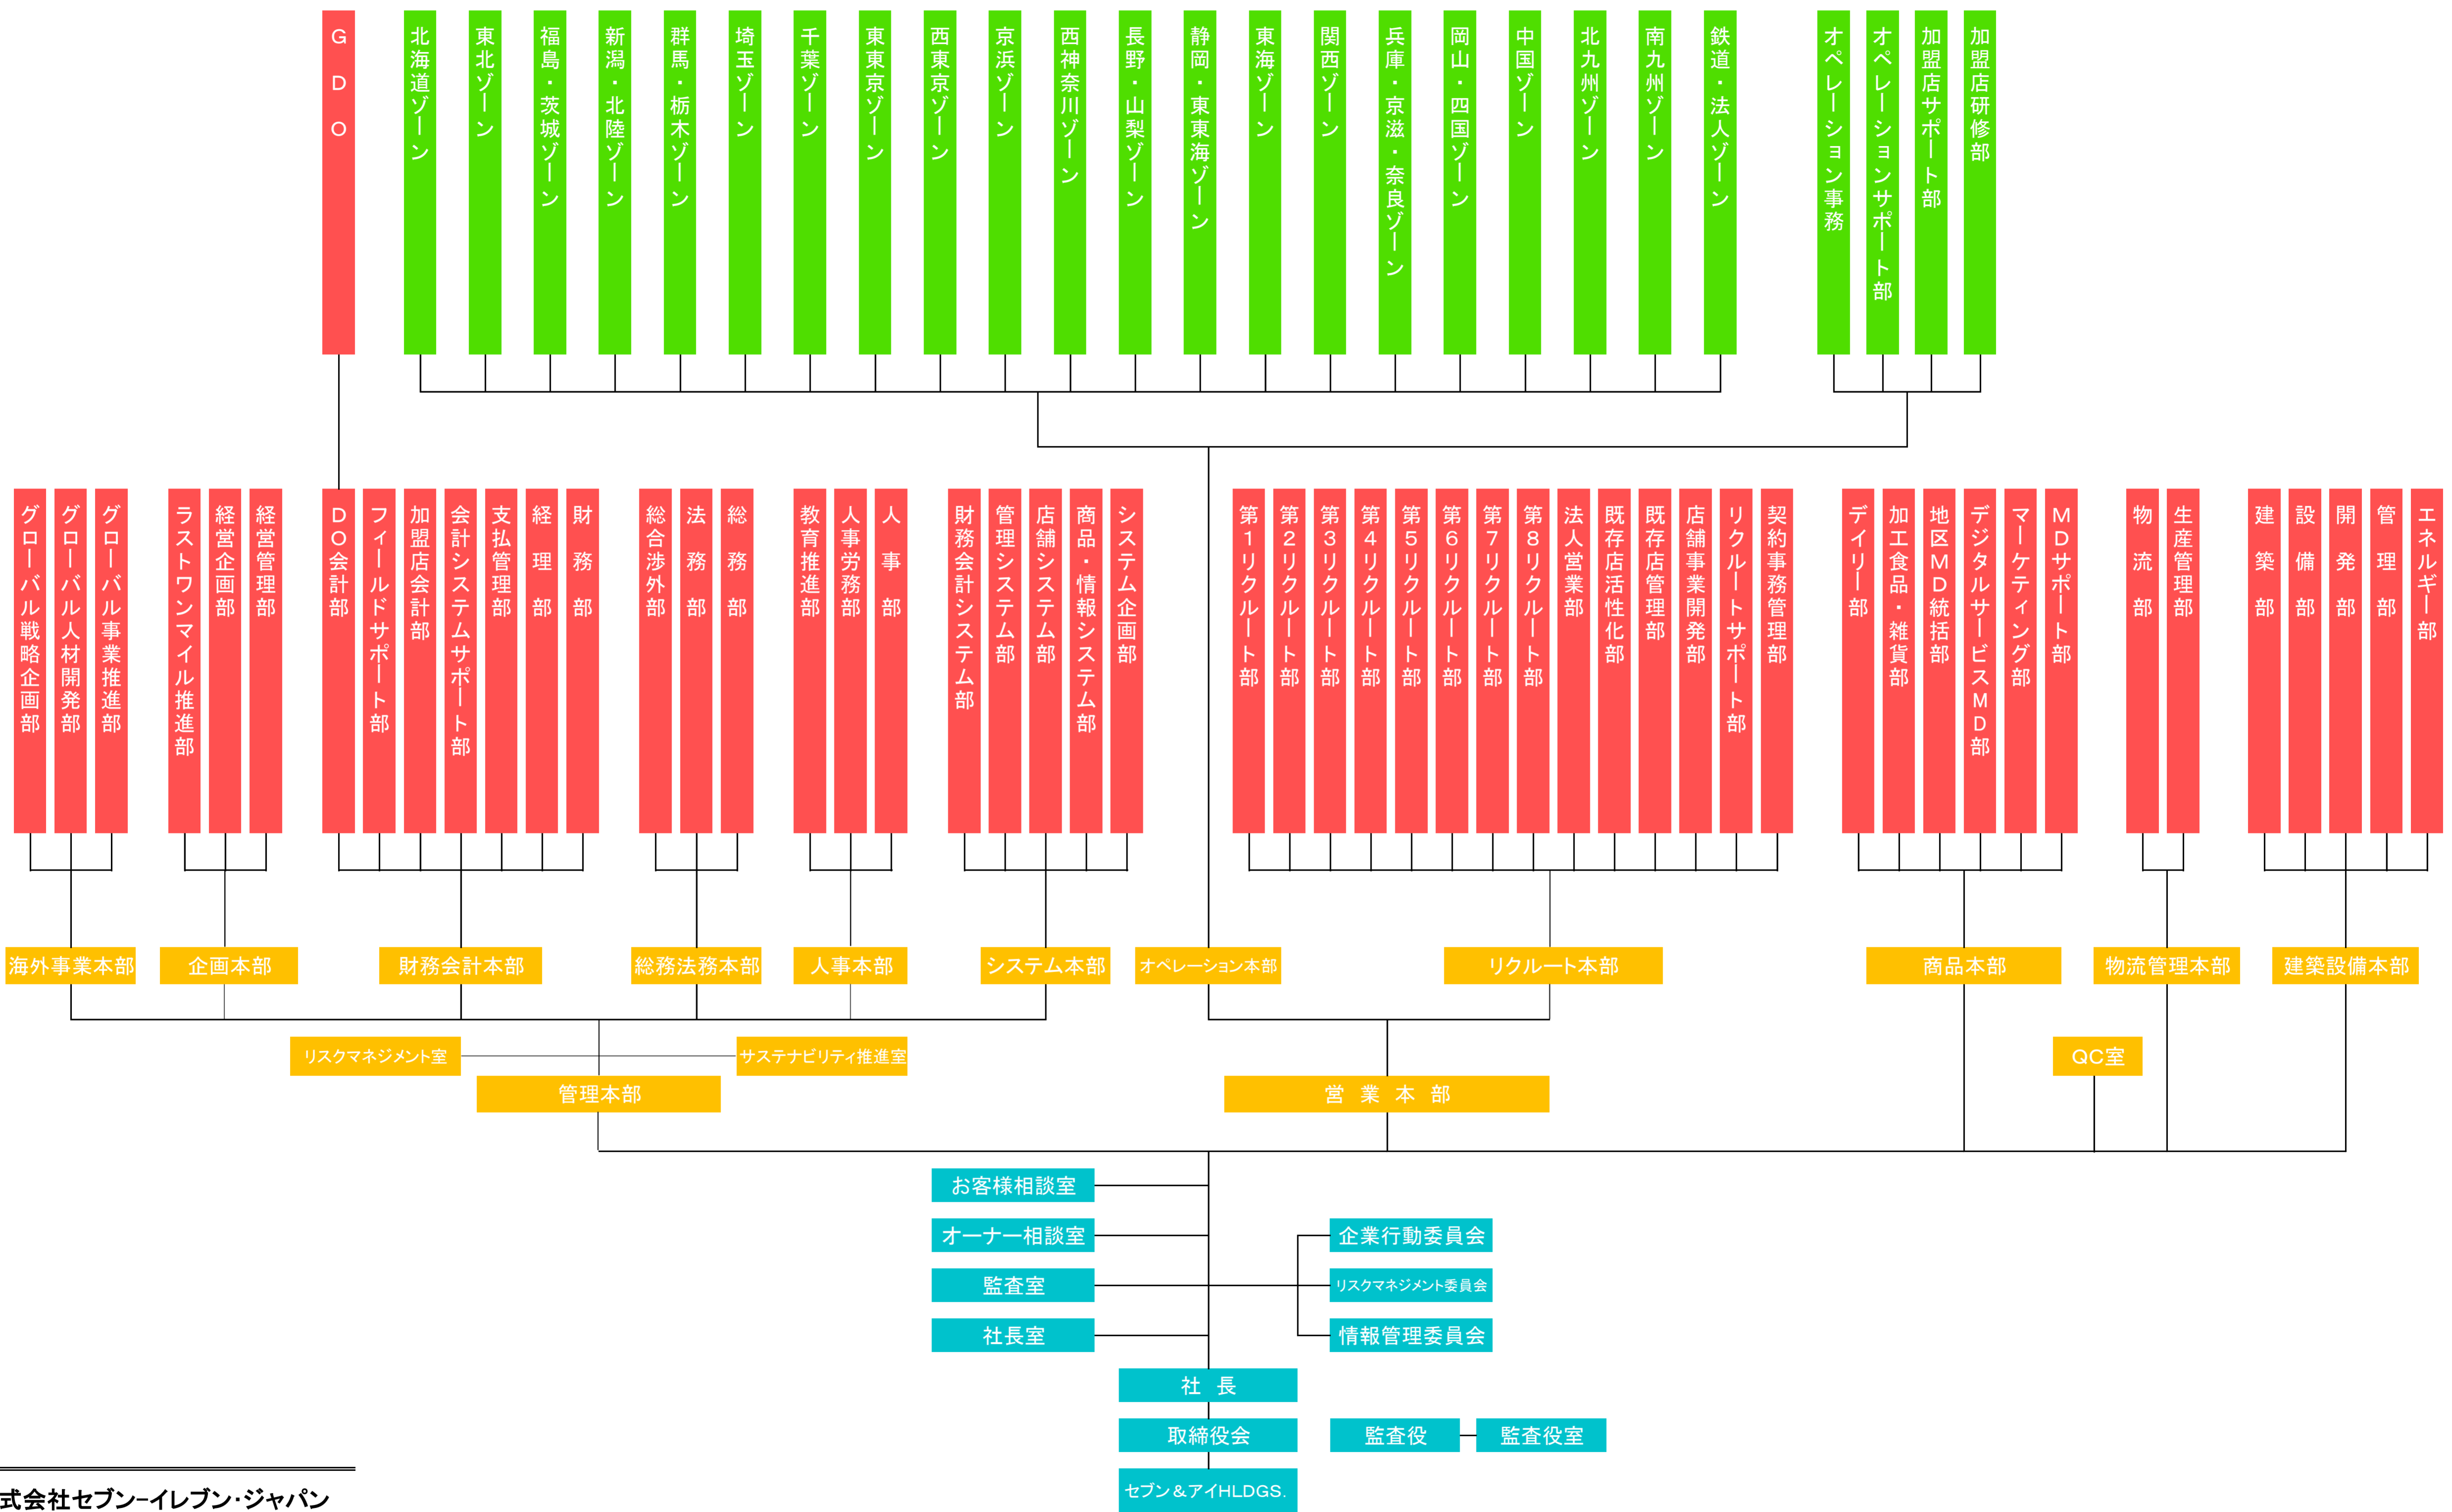 GDO
北海道ゾーン
東北ゾーン
福島・茨城ゾーン
新潟・北陸ゾーン
群馬・栃木ゾーン
埼玉ゾーン
千葉ゾーン
東東京ゾーン
西東京ゾーン
京浜ゾーン
西神奈川ゾーン
長野・山梨ゾーン
静岡・東東海ゾーン
東海ゾーン
関西ゾーン
兵庫・京滋・奈良ゾーン
岡山・四国ゾーン
中国ゾーン
北九州ゾーン
南九州ゾーン
鉄道・法人ゾーン
オペレーション事務
オペレーションサポート部
加盟店サポート部
加盟店研修部
グローバル戦略企画部
グローバル人材開発部
グローバル事業推進部
ラストワンマイル推進部
経営企画部
経営管理部
DO会計部
フィールドサポート部
加盟店会計部
会計システムサポート部
支払管理部
経理部
財務部
総合渉外部
法務部
総務部
教育推進部
人事労務部
人事部
財務会計システム部
管理システム部
店舗システム部
商品・情報システム部
システム企画部
第1リクルート部
第2リクルート部
第3リクルート部
第4リクルート部
第5リクルート部
第6リクルート部
第7リクルート部
第8リクルート部
法人営業部
既存店活性化部
既存店管理部
店舗事業開発部
リクルートサポート部
契約事務管理部
デイリー部
加工食品・雑貨部
地区MD統括部
デジタルサービスMD部
マーケティング部
MDサポート部
物流部
生産管理部
建築部
設備部
開発部
管理部
エネルギー部
海外事業本部
企画本部
財務会計本部
総務法務本部
人事本部
システム本部
オペレーション本部
リクルート本部
商品本部
物流管理本部
建築設備本部
リスクマネジメント室
サステナビリティ推進室
QC室
管理本部
営 業 本 部
お客様相談室
オーナー相談室
企業行動委員会
監査室
リスクマネジメント委員会
社長室
情報管理委員会
社 長
取締役会
監査役
監査役室
セブン&アイHLDGS.
式会社セブン-イレブン・ジャパン